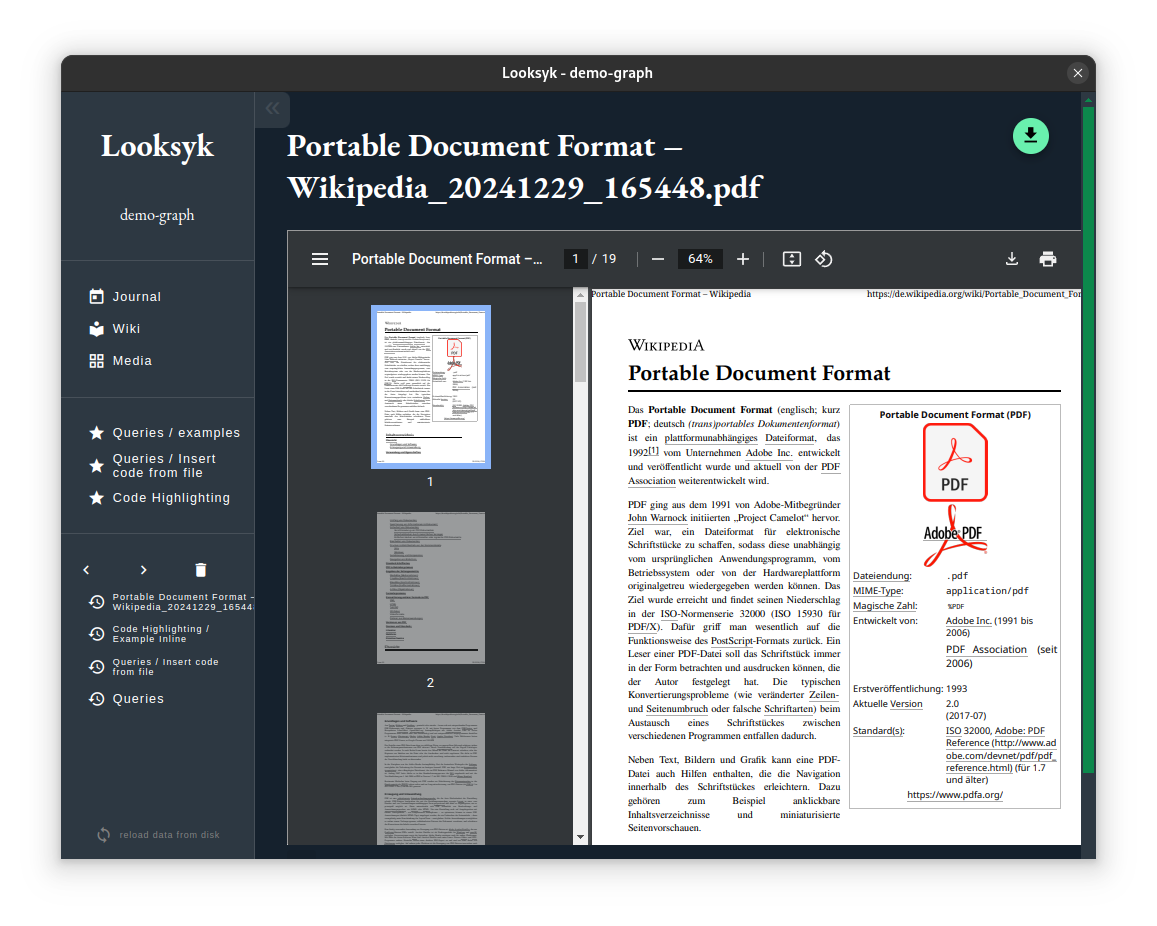 Looksyk - demo-graph
Looksyk
demo-graph
Journal
Wiki
Media
Queries / examples
Queries / Insert
code from file
Code Highlighting
Portable Document Format –
Wikipedia_20241229_16544
Code Highlighting /
Example Inline
Queries / Insert code
from file
Queries
reload data from disk
Portable Document Format –
Wikipedia_20241229_165448.pdf
Portable Document Format –...
1 / 19
64%
1
2
Portable Document Format – Wikipedia
https://de.wikipedia.org/wiki/Portable_Document_For
WIKIPEDIA
Portable Document Format
Das Portable Document Format (englisch; kurz
PDF; deutsch (trans)portables Dokumentenformat)
ist ein plattformunabhängiges Dateiformat, das
1992[1] vom Unternehmen Adobe Inc. entwickelt
und veröffentlicht wurde und aktuell von der PDF
Association weiterentwickelt wird.
PDF ging aus dem 1991 von Adobe-Mitbegründer
John Warnock initiierten „Project Camelot“ hervor.
Ziel war, ein Dateiformat für elektronische
Schriftstücke zu schaffen, sodass diese unabhängig
vom ursprünglichen Anwendungsprogramm, vom
Betriebssystem oder von der Hardwareplattform
originalgetreu wiedergegeben werden können. Das
Ziel wurde erreicht und findet seinen Niederschlag
in der ISO-Normenserie 32000 (ISO 15930 für
PDF/X). Dafür griff man wesentlich auf die
Funktionsweise des PostScript-Formats zurück. Ein
Leser einer PDF-Datei soll das Schriftstück immer
in der Form betrachten und ausdrucken können, die
der Autor festgelegt hat. Die typischen
Konvertierungsprobleme (wie veränderter Zeilen-
und Seitenumbruch oder falsche Schriftarten) beim
Austausch eines Schriftstückes zwischen
verschiedenen Programmen entfallen dadurch.
Neben Text, Bildern und Grafik kann eine PDF-
Datei auch Hilfen enthalten, die die Navigation
innerhalb des Schriftstückes erleichtern. Dazu
gehören zum Beispiel anklickbare
Inhaltsverzeichnisse und miniaturisierte
Seitenvorschauen.
Portable Document Format (PDF)
PDF
Adobe PDF
Dateiendung: .pdf
MIME-Type: application/pdf
Magische Zahl: %PDF
Entwickelt von: Adobe Inc. (1991 bis
2006)
PDF Association (seit
2006)
Erstveröffentlichung: 1993
Aktuelle Version 2.0
(2017-07)
Standard(s): ISO 32000, Adobe: PDF
Reference (http://www.ad
obe.com/devnet/pdf/pdf_
reference.html) (für 1.7
und älter)
https://www.pdfa.org/